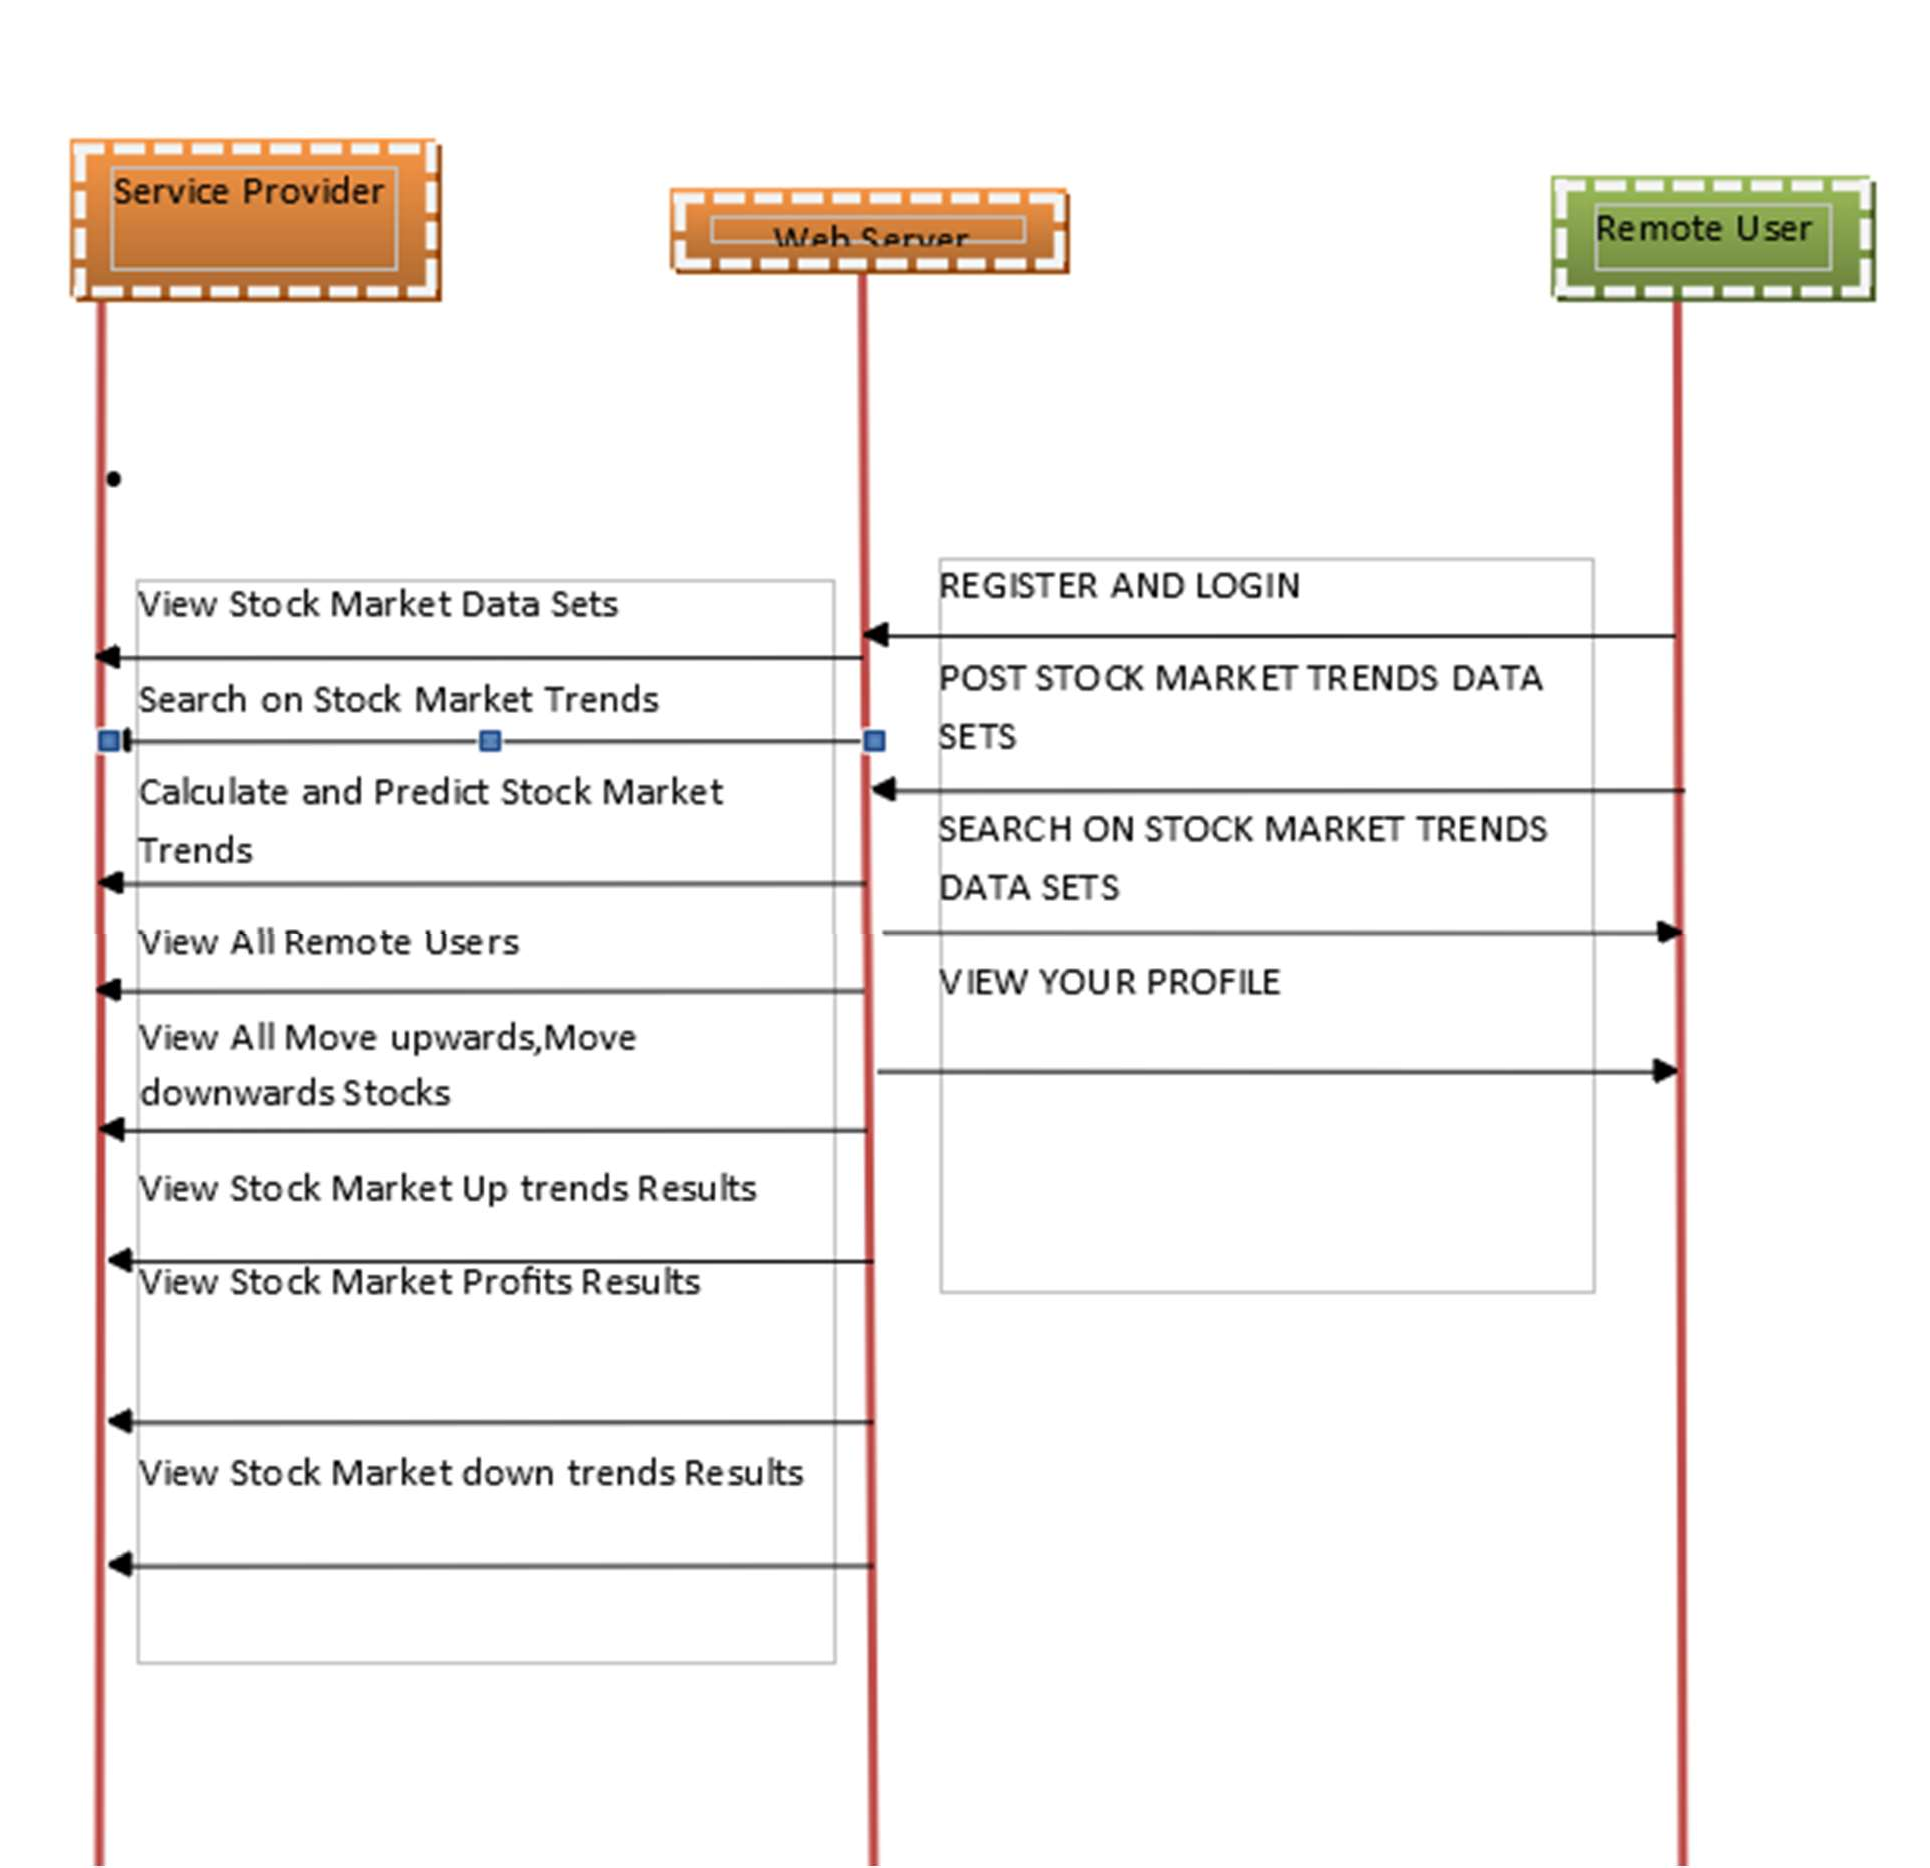 Service Provider
Web Server
Remote User
View Stock Market Data Sets
Search on Stock Market Trends
Calculate and Predict Stock Market
Trends
View All Remote Users
View All Move upwards,Move
downwards Stocks
View Stock Market Up trends Results
View Stock Market Profits Results
View Stock Market down trends Results
REGISTER AND LOGIN
POST STOCK MARKET TRENDS DATA
SETS
SEARCH ON STOCK MARKET TRENDS
DATA SETS
VIEW YOUR PROFILE